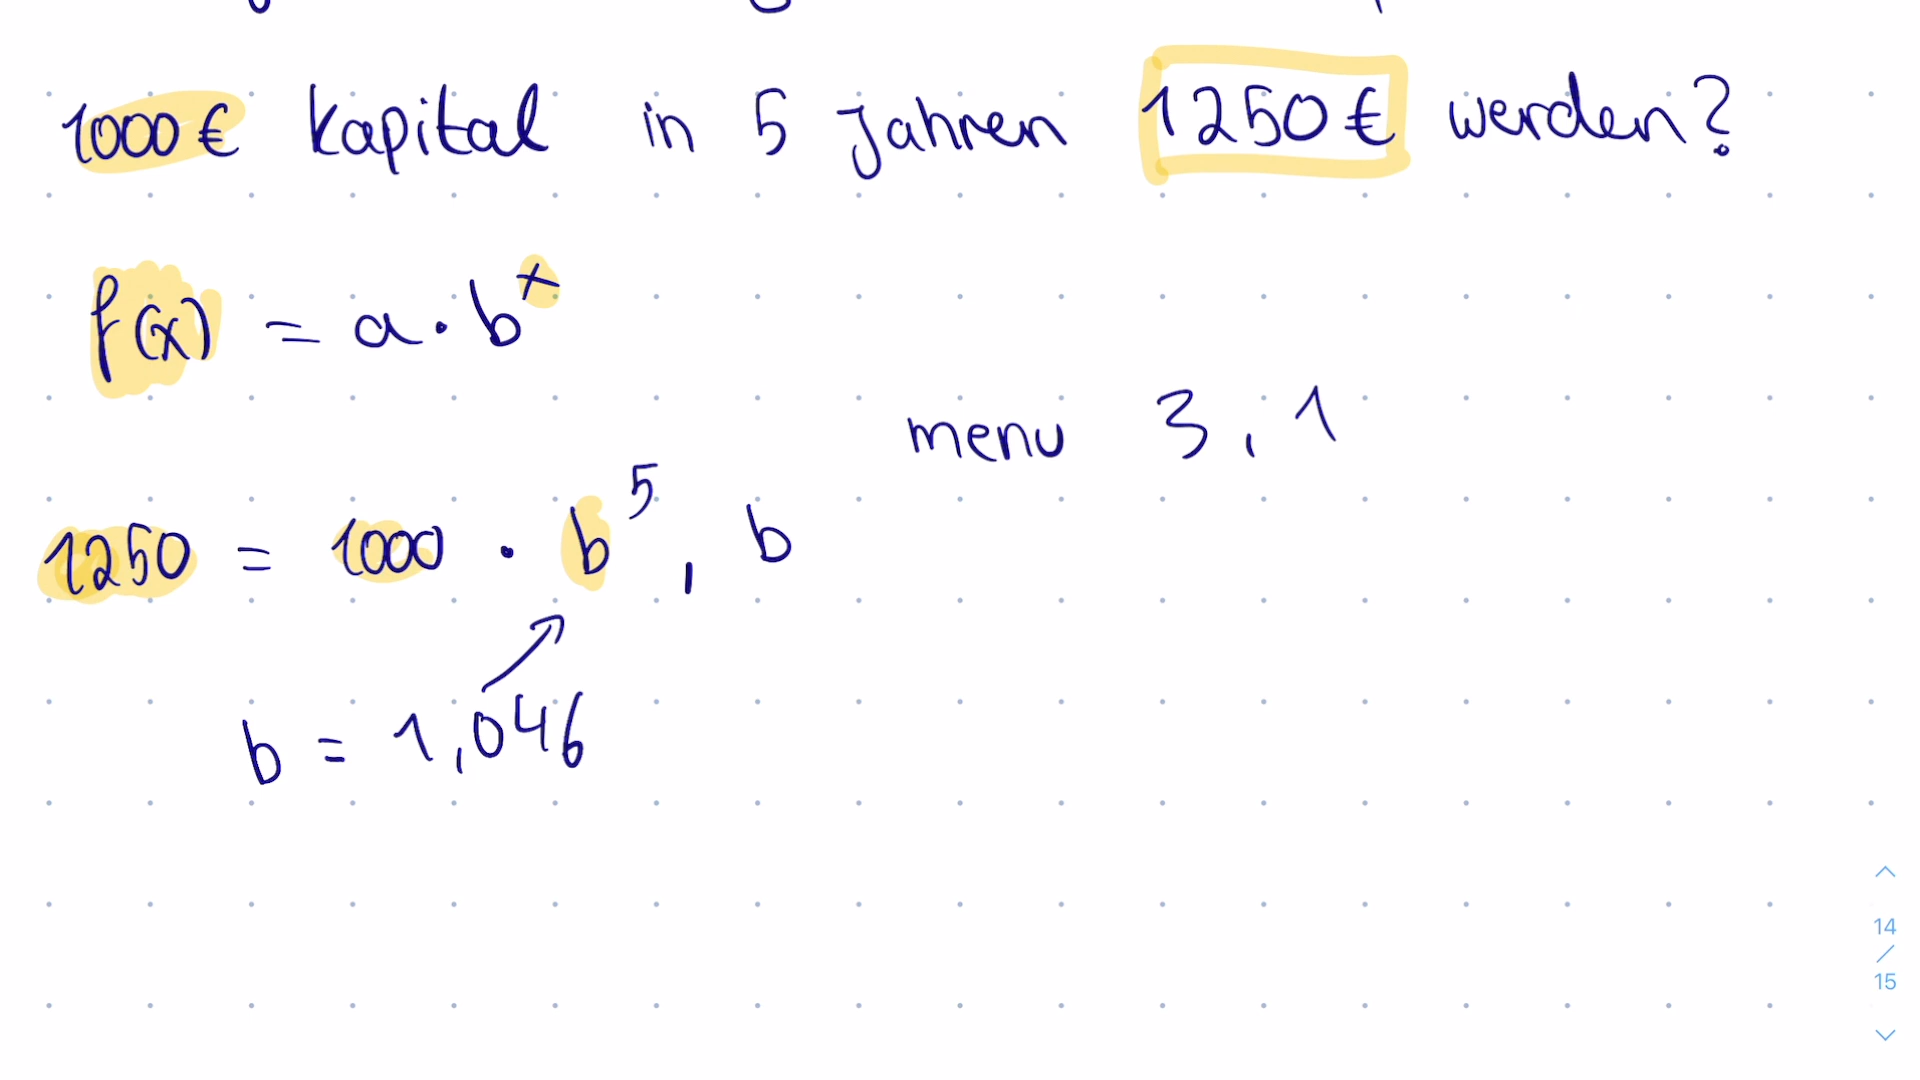 1000€ Kapital in 5 Jahren 1250€ werden?
f(x) = a · b^x
menu 3, 1
1250 = 1000 · b^5, b
b = 1,046
14
/
15